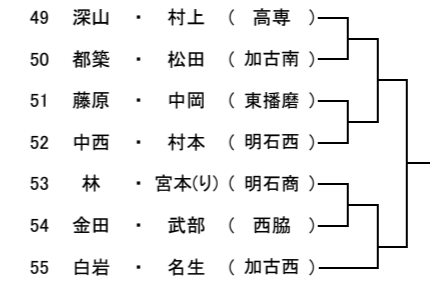 49 深山 ・ 村上 ( 高専 )
50 都築 ・ 松田 ( 加古南 )
51 藤原 ・ 中岡 ( 東播磨 )
52 中西 ・ 村本 ( 明石西 )
53 林 ・ 宮本(り) ( 明石商 )
54 金田 ・ 武部 ( 西脇 )
55 白岩 ・ 名生 ( 加古西 )